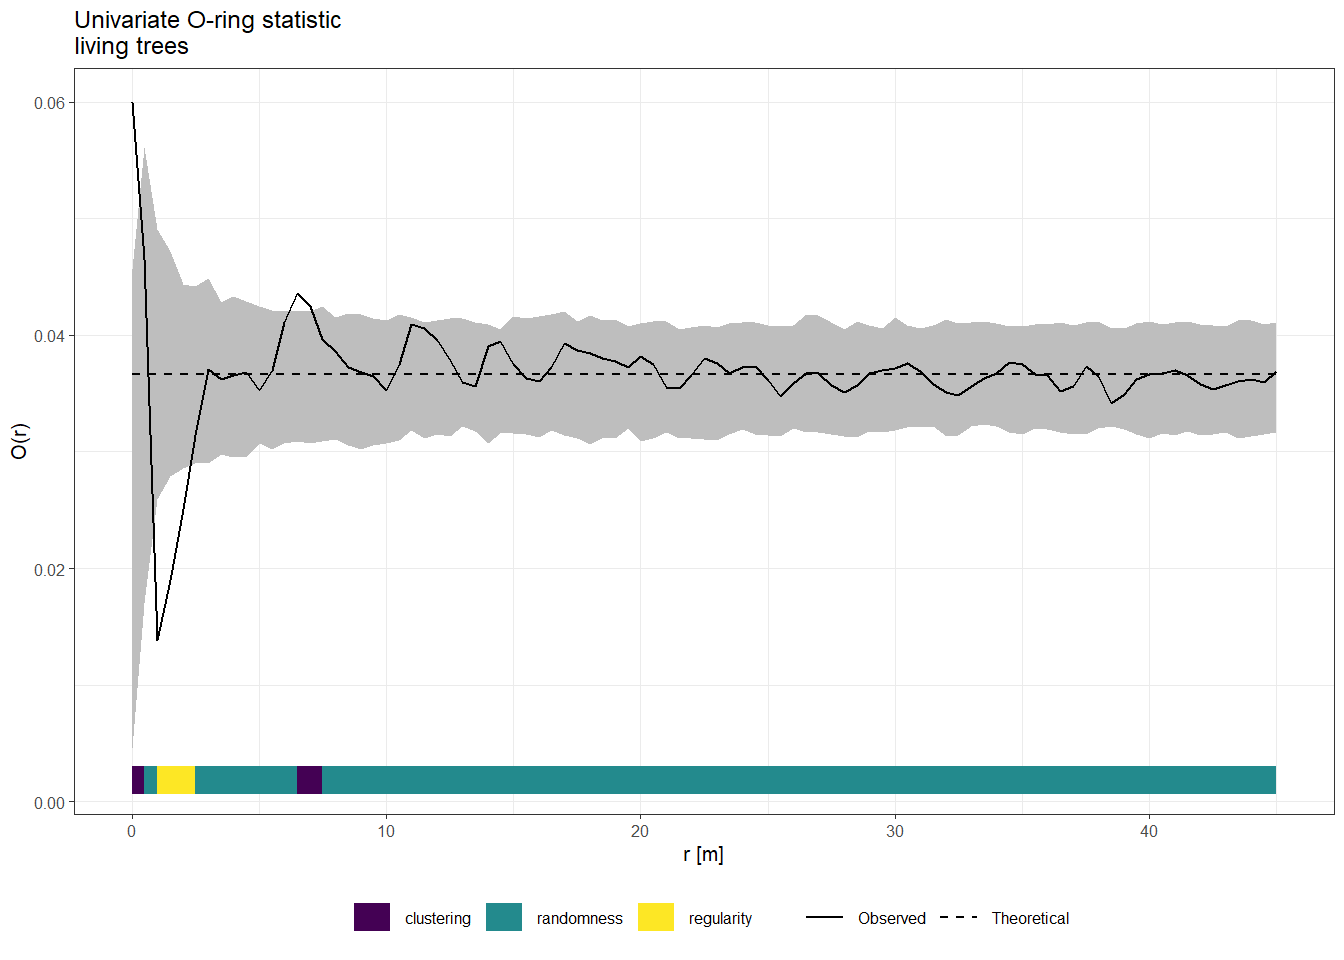 Univariate O-ring statistic
living trees
0.06
0.04
0.02
0.00
O(r)
0 10 20 30 40
r [m]
clustering randomness regularity Observed Theoretical